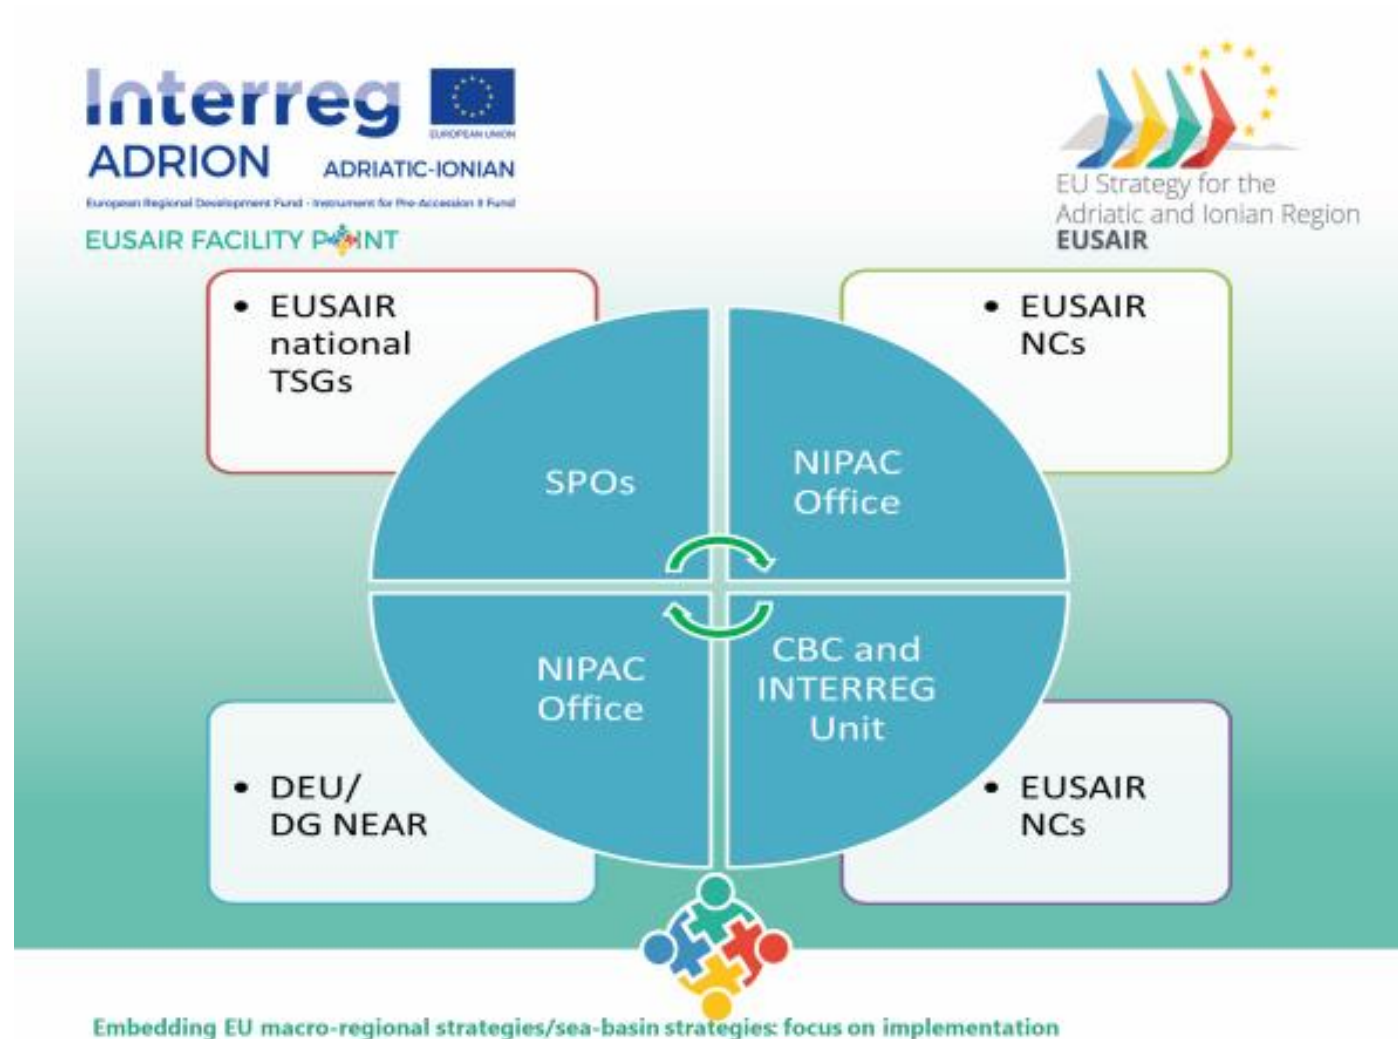 Interreg
EUROPEAN UNION
ADRION ADRIATIC-IONIAN
European Regional Development Fund - Instrument for Pre-Accession II Fund
EUSAIR FACILITY POINT
EU Strategy for the
Adriatic and Ionian Region
EUSAIR
• EUSAIR
national
TSGs
• EUSAIR
NCs
SPOs
NIPAC
Office
NIPAC
Office
CBC and
INTERREG
Unit
• DEU/
DG NEAR
• EUSAIR
NCs
Embedding EU macro-regional strategies/sea-basin strategies: focus on implementation